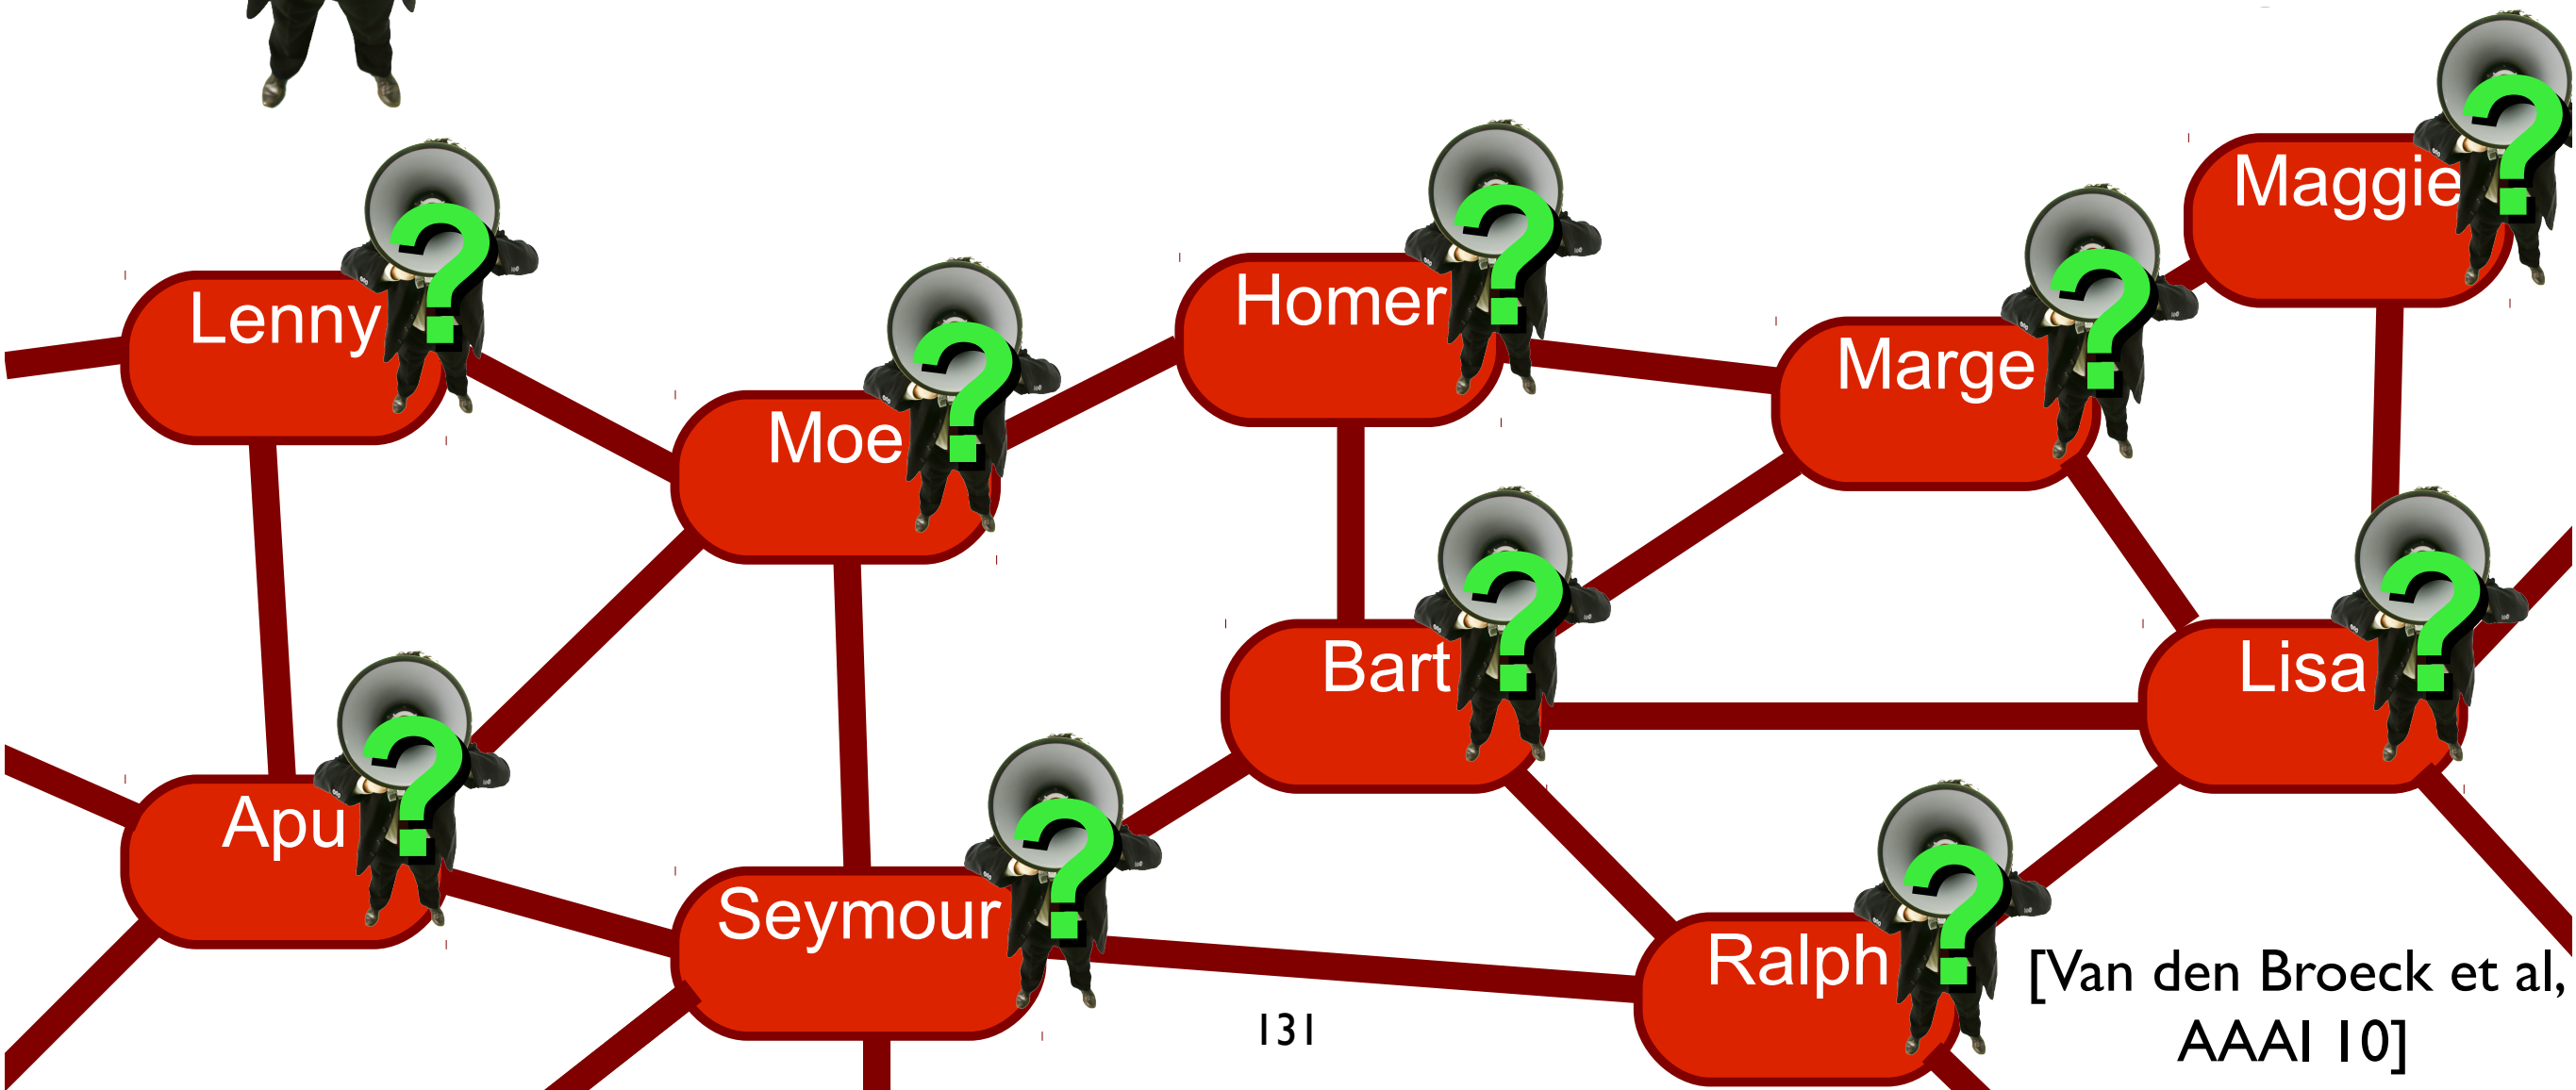 Maggie
?
?
?
?
?
Lenny
Homer
Marge
Moe
?
?
Bart
Lisa
?
?
?
Apu
Seymour
Ralph
[Van den Broeck et al,
AAAI 10]
131